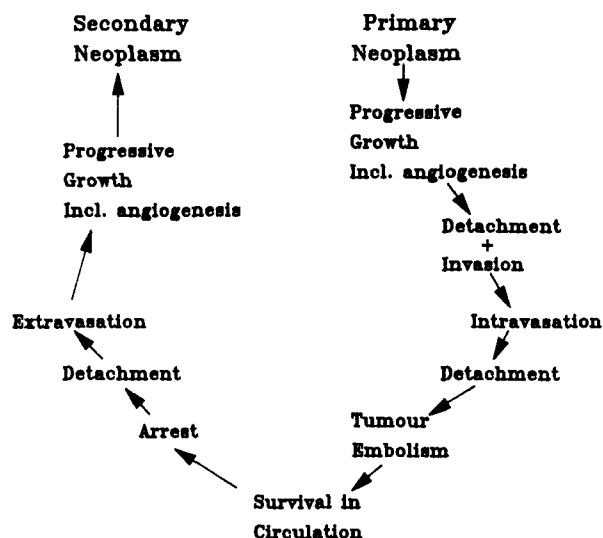 Secondary
Neoplasm
Primary
Neoplasm
Progressive
Growth
Incl. angiogenesis
Detachment
+
Invasion
Intravasation
Detachment
Tumour
Embolism
Survival in
Circulation
Arrest
Detachment
Extravasation
Progressive
Growth
Incl. angiogenesis